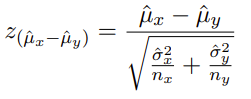 $z_{(\hat{\mu}_x - \hat{\mu}_y)} = \frac{\hat{\mu}_x - \hat{\mu}_y}{\sqrt{\frac{\hat{\sigma}_x^2}{n_x} + \frac{\hat{\sigma}_y^2}{n_y}}}$